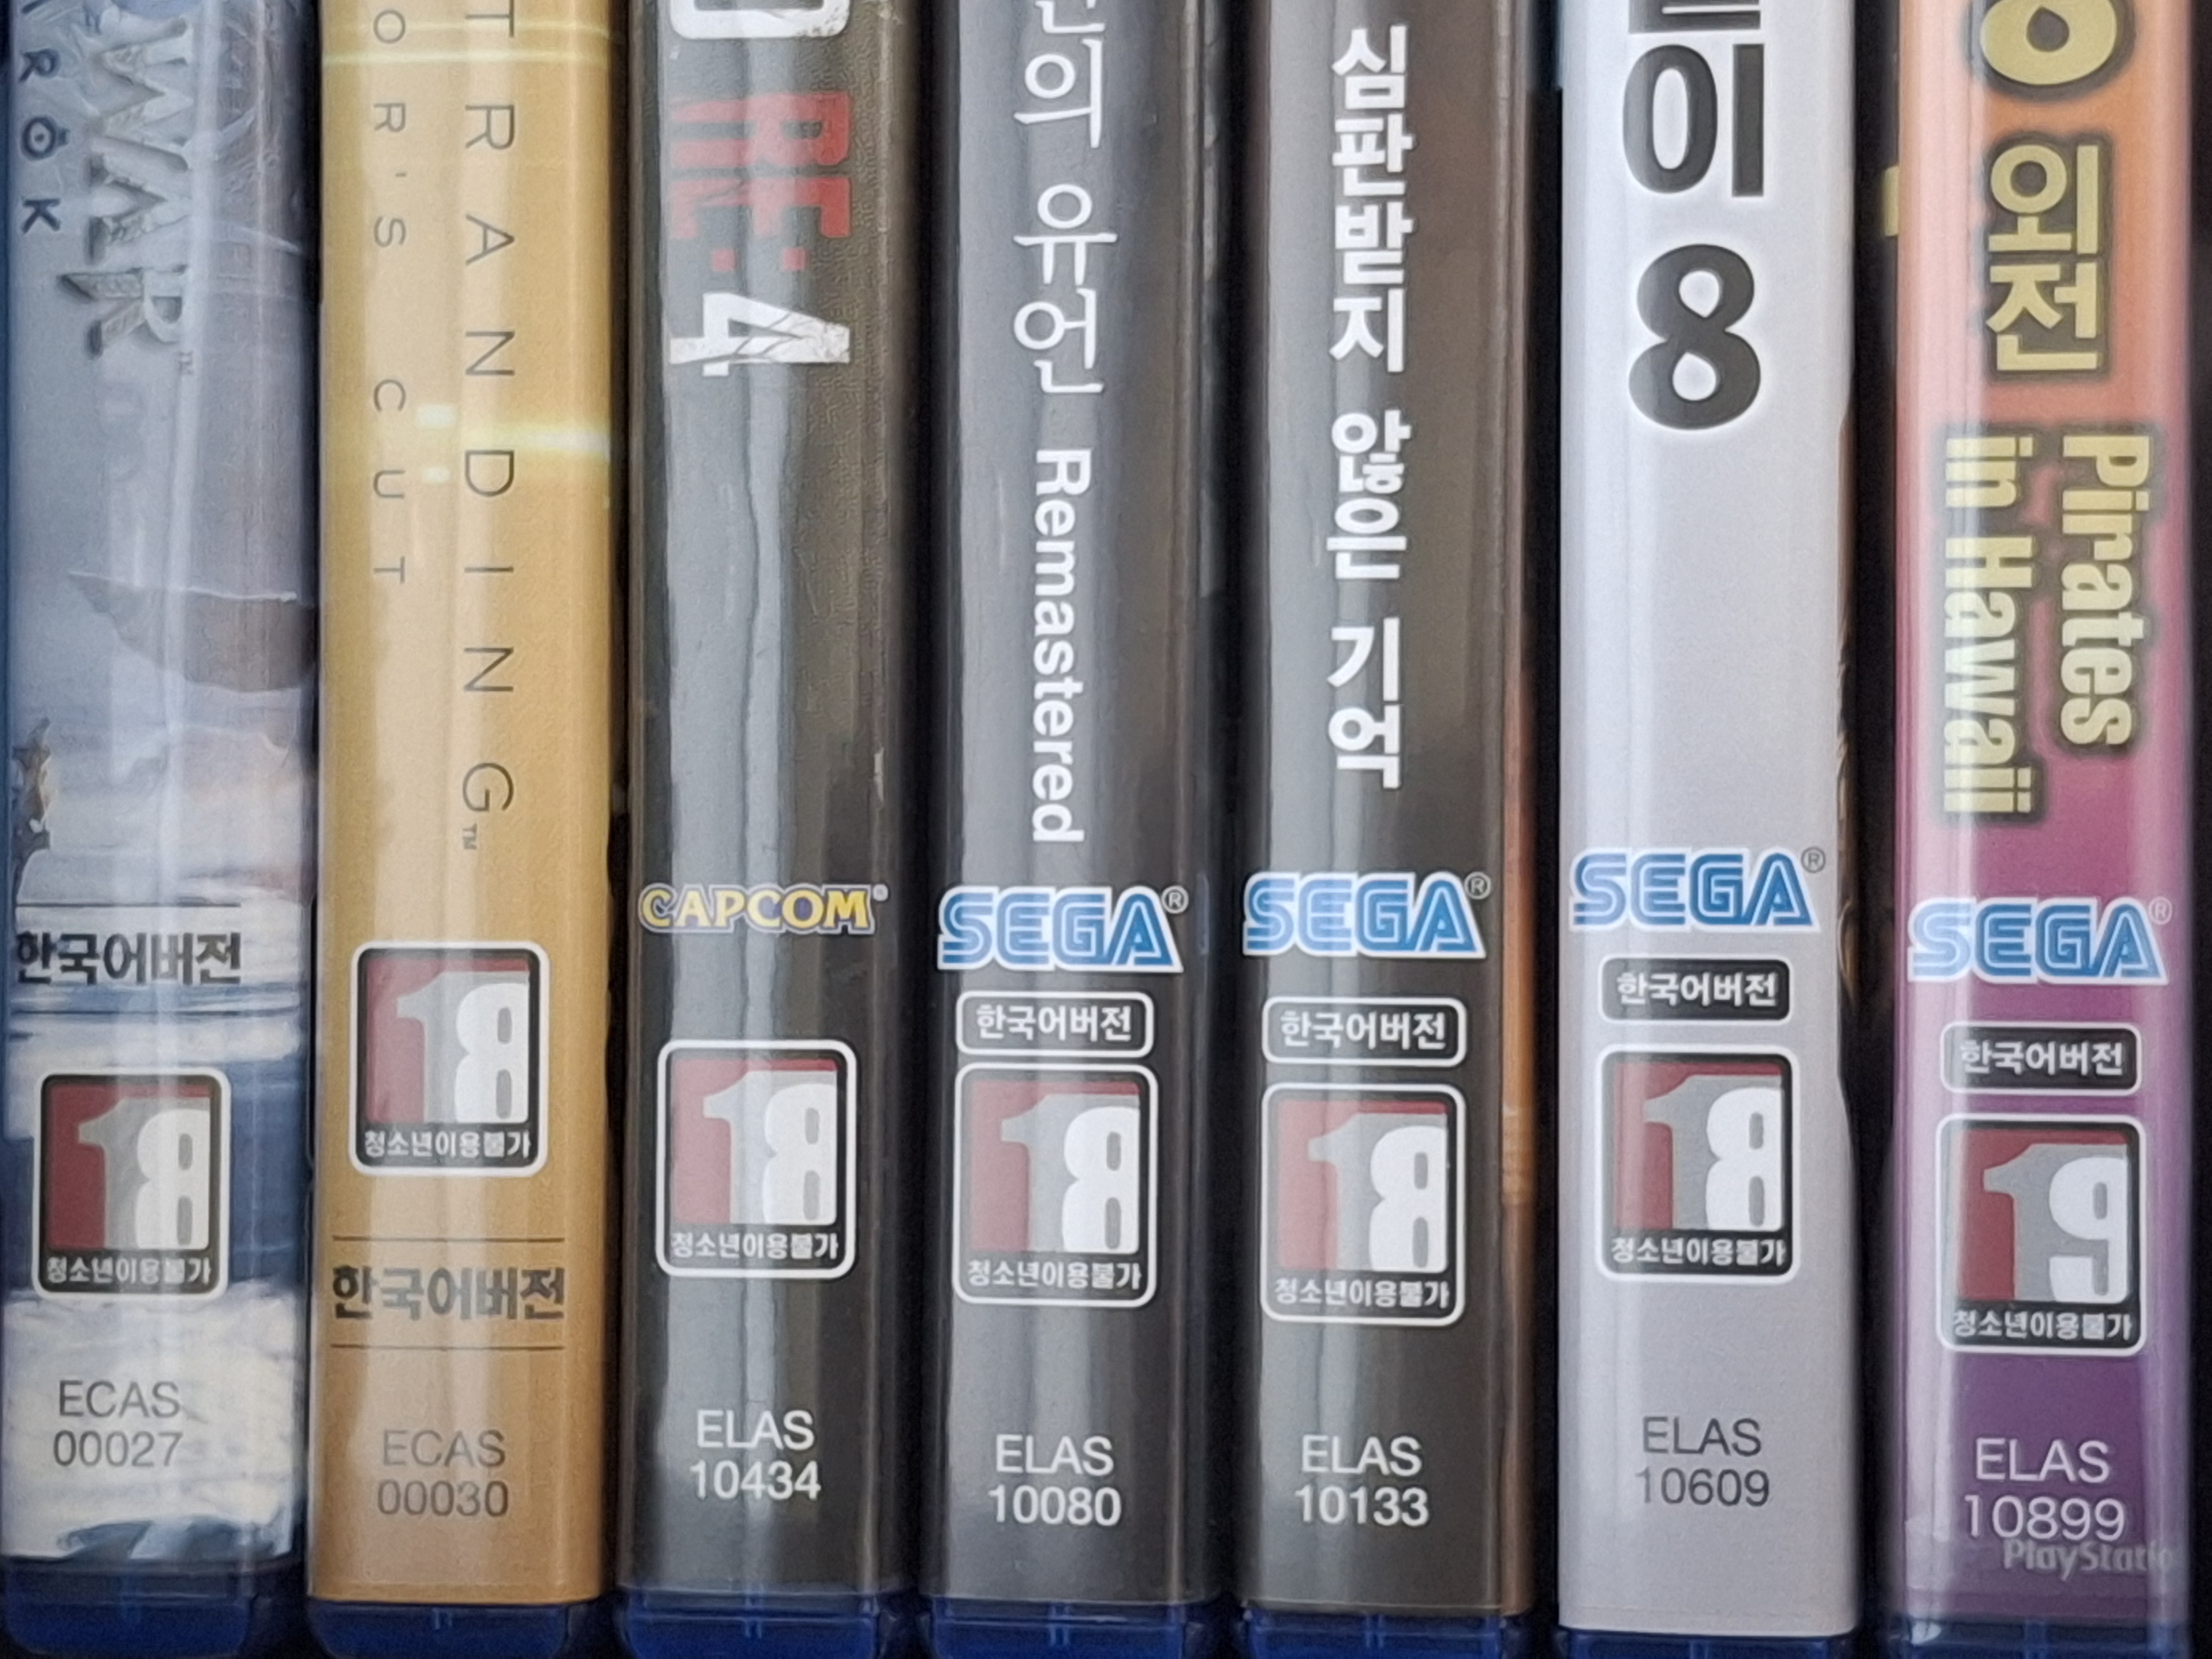 WAR™
RÖK
한국어버전
18
청소년이용불가
ECAS
00027
TRANDING™
OR'S CUT
18
청소년이용불가
한국어버전
ECAS
00030
RE:4
CAPCOM®
18
청소년이용불가
ELAS
10434
의 유언 Remastered
SEGA®
한국어버전
18
청소년이용불가
ELAS
10080
심판받지 않은 기억
SEGA®
한국어버전
18
청소년이용불가
ELAS
10133
이 8
SEGA®
한국어버전
18
청소년이용불가
ELAS
10609
외전 Pirates
in Hawaii
SEGA®
한국어버전
19
청소년이용불가
ELAS
10899
PlayStatio